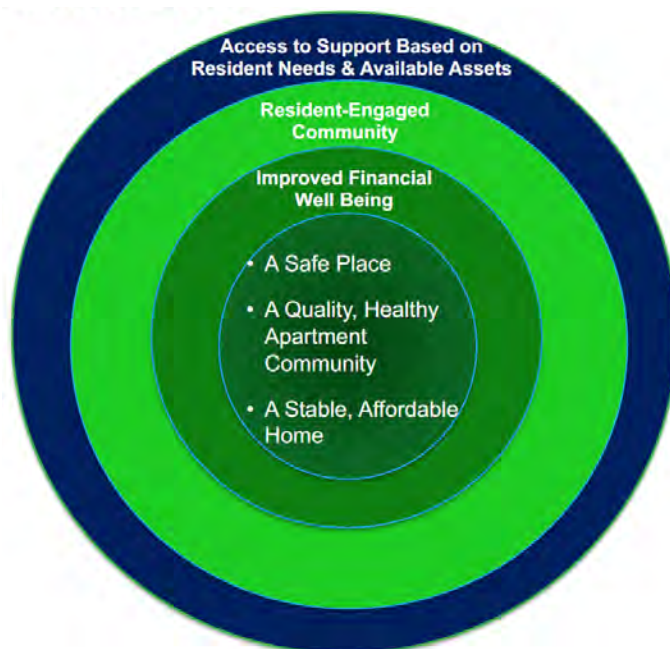 Access to Support Based on
Resident Needs & Available Assets
Resident-Engaged
Community
Improved Financial
Well Being
• A Safe Place
• A Quality, Healthy
Apartment
Community
• A Stable, Affordable
Home